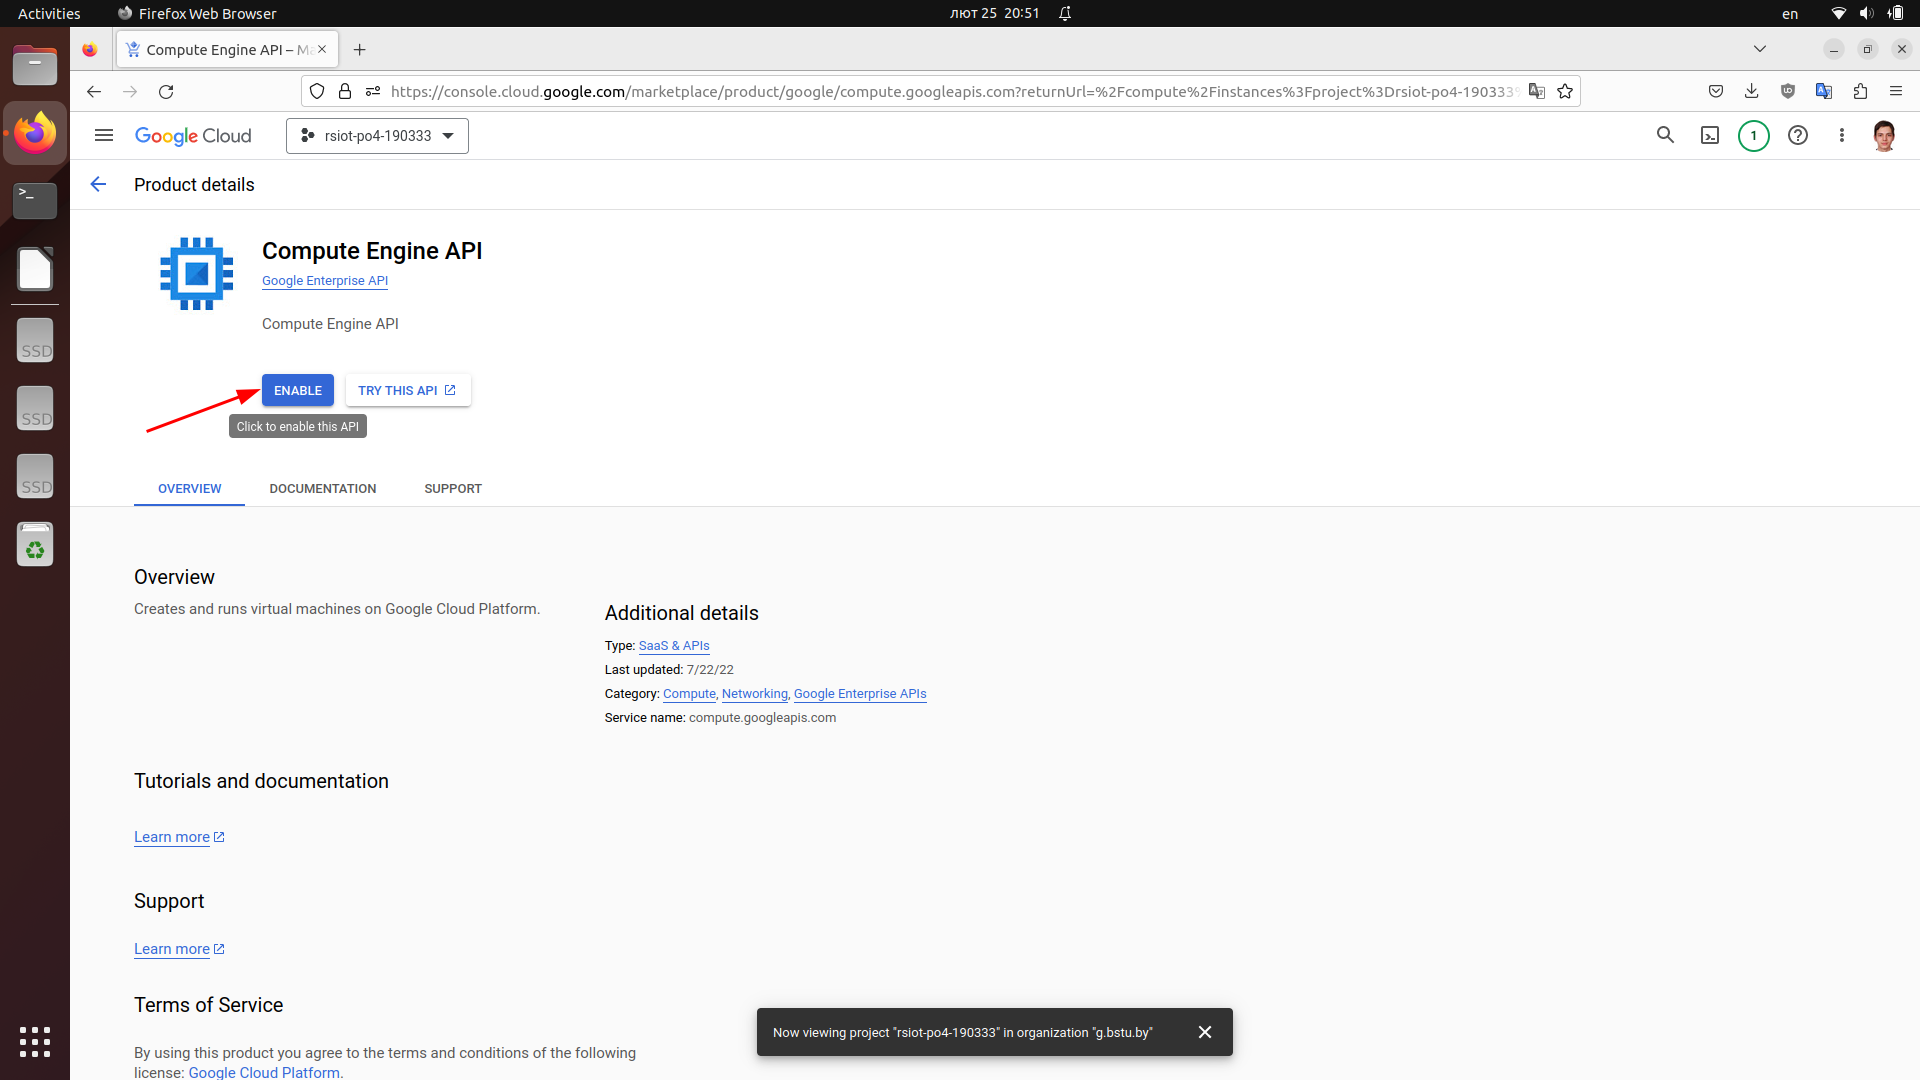 Activities
Firefox Web Browser
лют 25 20:51
en
Compute Engine API – Ma
https://console.cloud.google.com/marketplace/product/google/compute.googleapis.com?returnUrl=%2Fcompute%2Finstances%3Fproject%3Drsiot-po4-190333%
Google Cloud
rsiot-po4-190333
1
Product details
Compute Engine API
Google Enterprise API
Compute Engine API
ENABLE
TRY THIS API
Click to enable this API
OVERVIEW
DOCUMENTATION
SUPPORT
SSD
SSD
SSD
Overview
Creates and runs virtual machines on Google Cloud Platform.
Additional details
Type: SaaS & APIs
Last updated: 7/22/22
Category: Compute, Networking, Google Enterprise APIs
Service name: compute.googleapis.com
Tutorials and documentation
Learn more
Support
Learn more
Terms of Service
By using this product you agree to the terms and conditions of the following
license: Google Cloud Platform.
Now viewing project "rsiot-po4-190333" in organization "g.bstu.by"